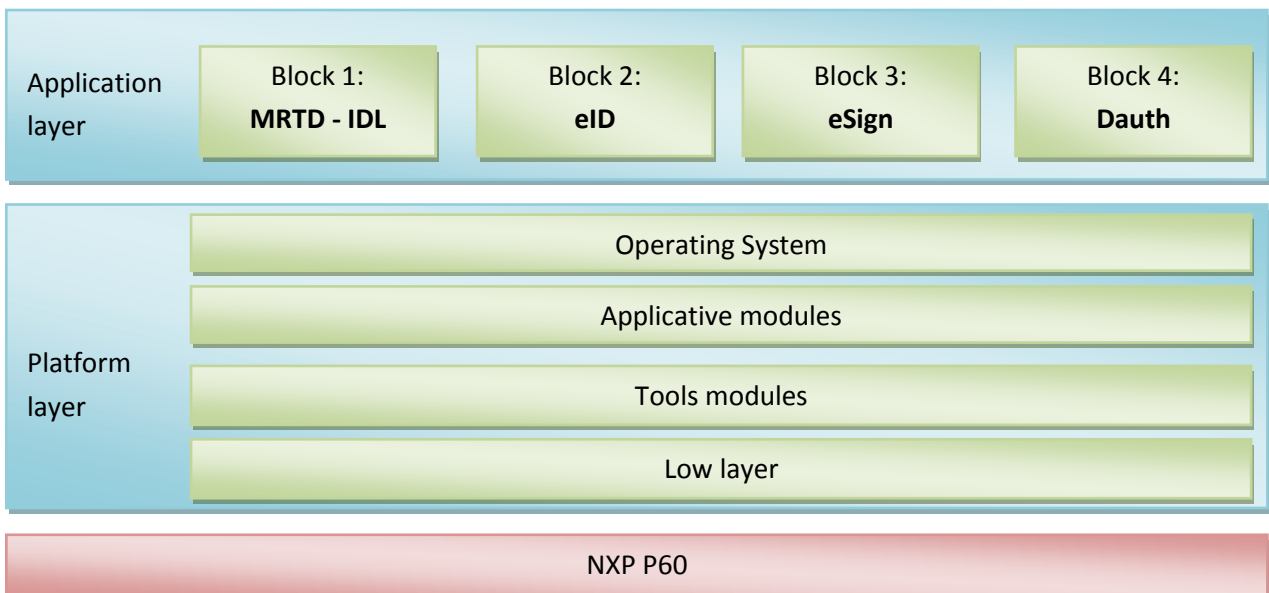 Application
layer
Block 1:
MRTD - IDL
Block 2:
eID
Block 3:
eSign
Block 4:
Dauth
Platform
layer
Operating System
Applicative modules
Tools modules
Low layer
NXP P60